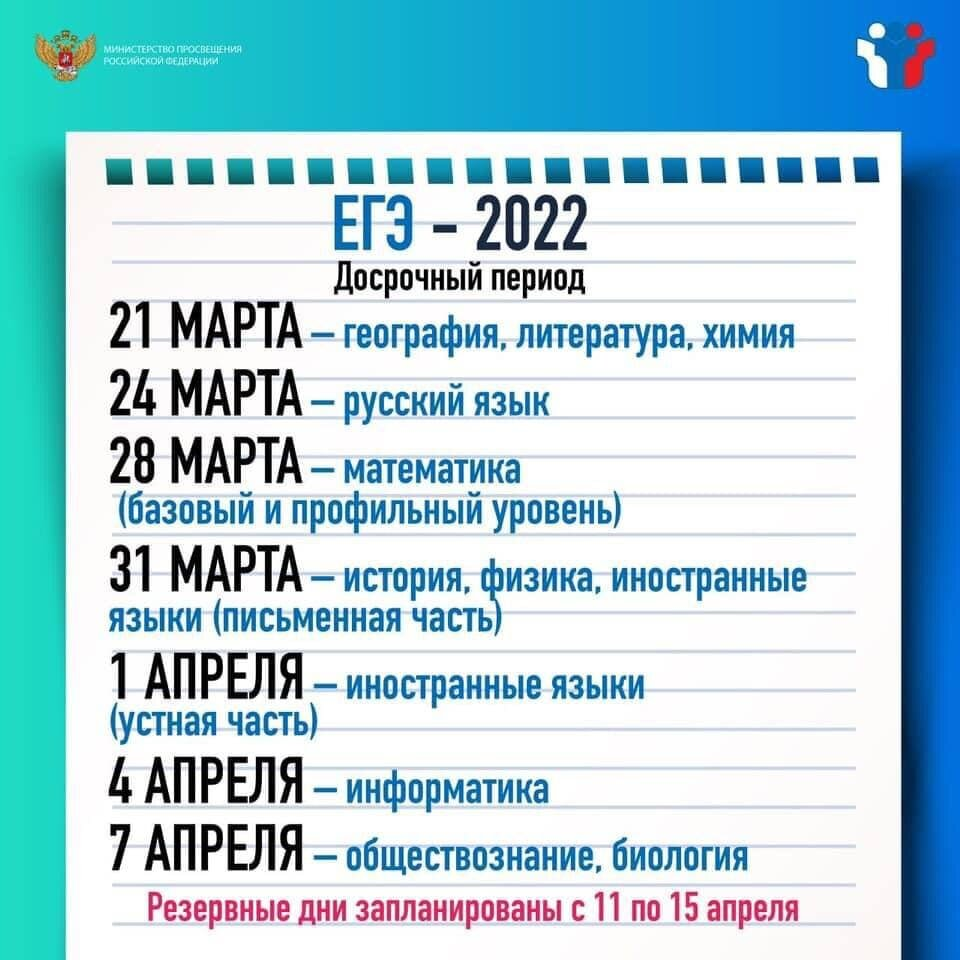 МИНИСТЕРСТВО ПРОСВЕЩЕНИЯ
РОССИЙСКОЙ ФЕДЕРАЦИИ
ЕГЭ – 2022
Досрочный период
21 МАРТА – география, литература, химия
24 МАРТА – русский язык
28 МАРТА – математика
(базовый и профильный уровень)
31 МАРТА – история, физика, иностранные
языки (письменная часть)
1 АПРЕЛЯ – иностранные языки
(устная часть)
4 АПРЕЛЯ – информатика
7 АПРЕЛЯ – обществознание, биология
Резервные дни запланированы с 11 по 15 апреля